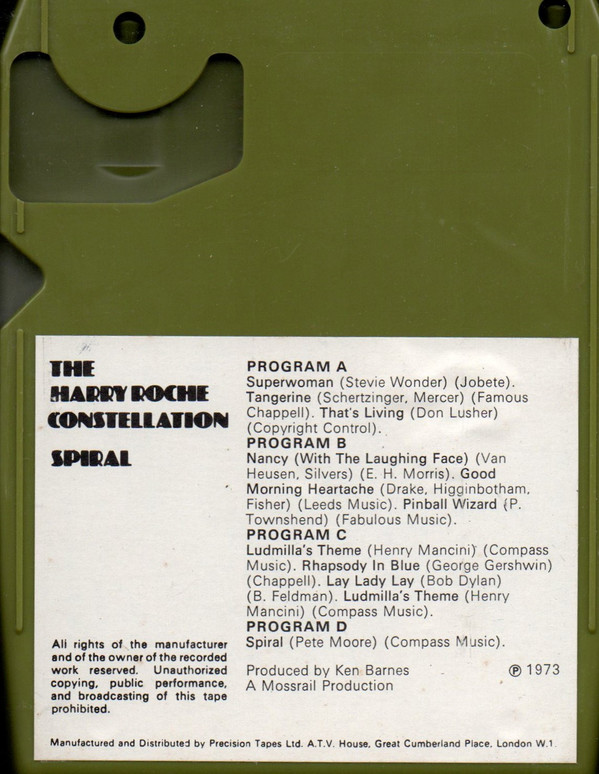 THE
HARRY ROCHE
CONSTELLATION
SPIRAL
All rights of the manufacturer
and of the owner of the recorded
work reserved. Unauthorized
copying, public performance,
and broadcasting of this tape
prohibited.
PROGRAM A
Superwoman (Stevie Wonder) (Jobete).
Tangerine (Schertzinger, Mercer) (Famous
Chappell). That's Living (Don Lusher)
(Copyright Control).
PROGRAM B
Nancy (With The Laughing Face) (Van
Heusen, Silvers) (E. H. Morris). Good
Morning Heartache (Drake, Higginbotham,
Fisher) (Leeds Music). Pinball Wizard (P.
Townshend) (Fabulous Music).
PROGRAM C
Ludmilla's Theme (Henry Mancini) (Compass
Music). Rhapsody In Blue (George Gershwin)
(Chappell). Lay Lady Lay (Bob Dylan)
(B. Feldman). Ludmilla's Theme (Henry
Mancini) (Compass Music).
PROGRAM D
Spiral (Pete Moore) (Compass Music).
Produced by Ken Barnes ℗ 1973
A Mossrail Production
Manufactured and Distributed by Precision Tapes Ltd. A.T.V. House, Great Cumberland Place, London W.1.